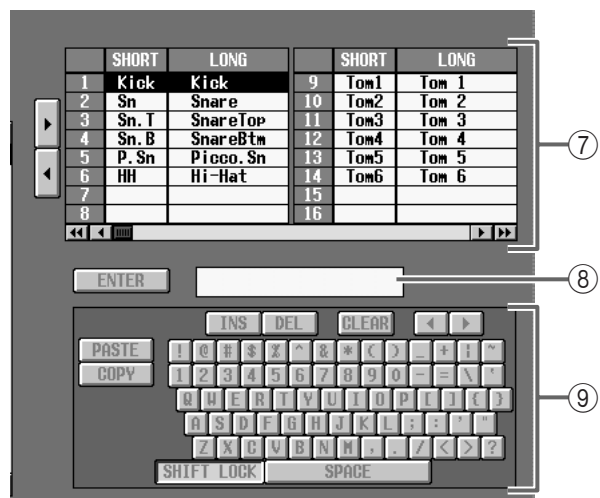 SHORT LONG SHORT LONG
1 Kick Kick 9 Tom1 Tom 1
2 Sn Snare 10 Tom2 Tom 2
3 Sn.T SnareTop 11 Tom3 Tom 3
4 Sn.B SnareBtm 12 Tom4 Tom 4
5 P.Sn Picco.Sn 13 Tom5 Tom 5
6 HH Hi-Hat 14 Tom6 Tom 6
7 15
8 16
⑦
ENTER
⑧
INS DEL CLEAR
PASTE ! @ # $ % ^ & * ( ) _ + ¦ ~
COPY 1 2 3 4 5 6 7 8 9 0 - = \ '
Q W E R T Y U I O P [ ] { }
⑨
A S D F G H J K L ; : ' "
Z X C V B N M , . / < > ?
SHIFT LOCK SPACE